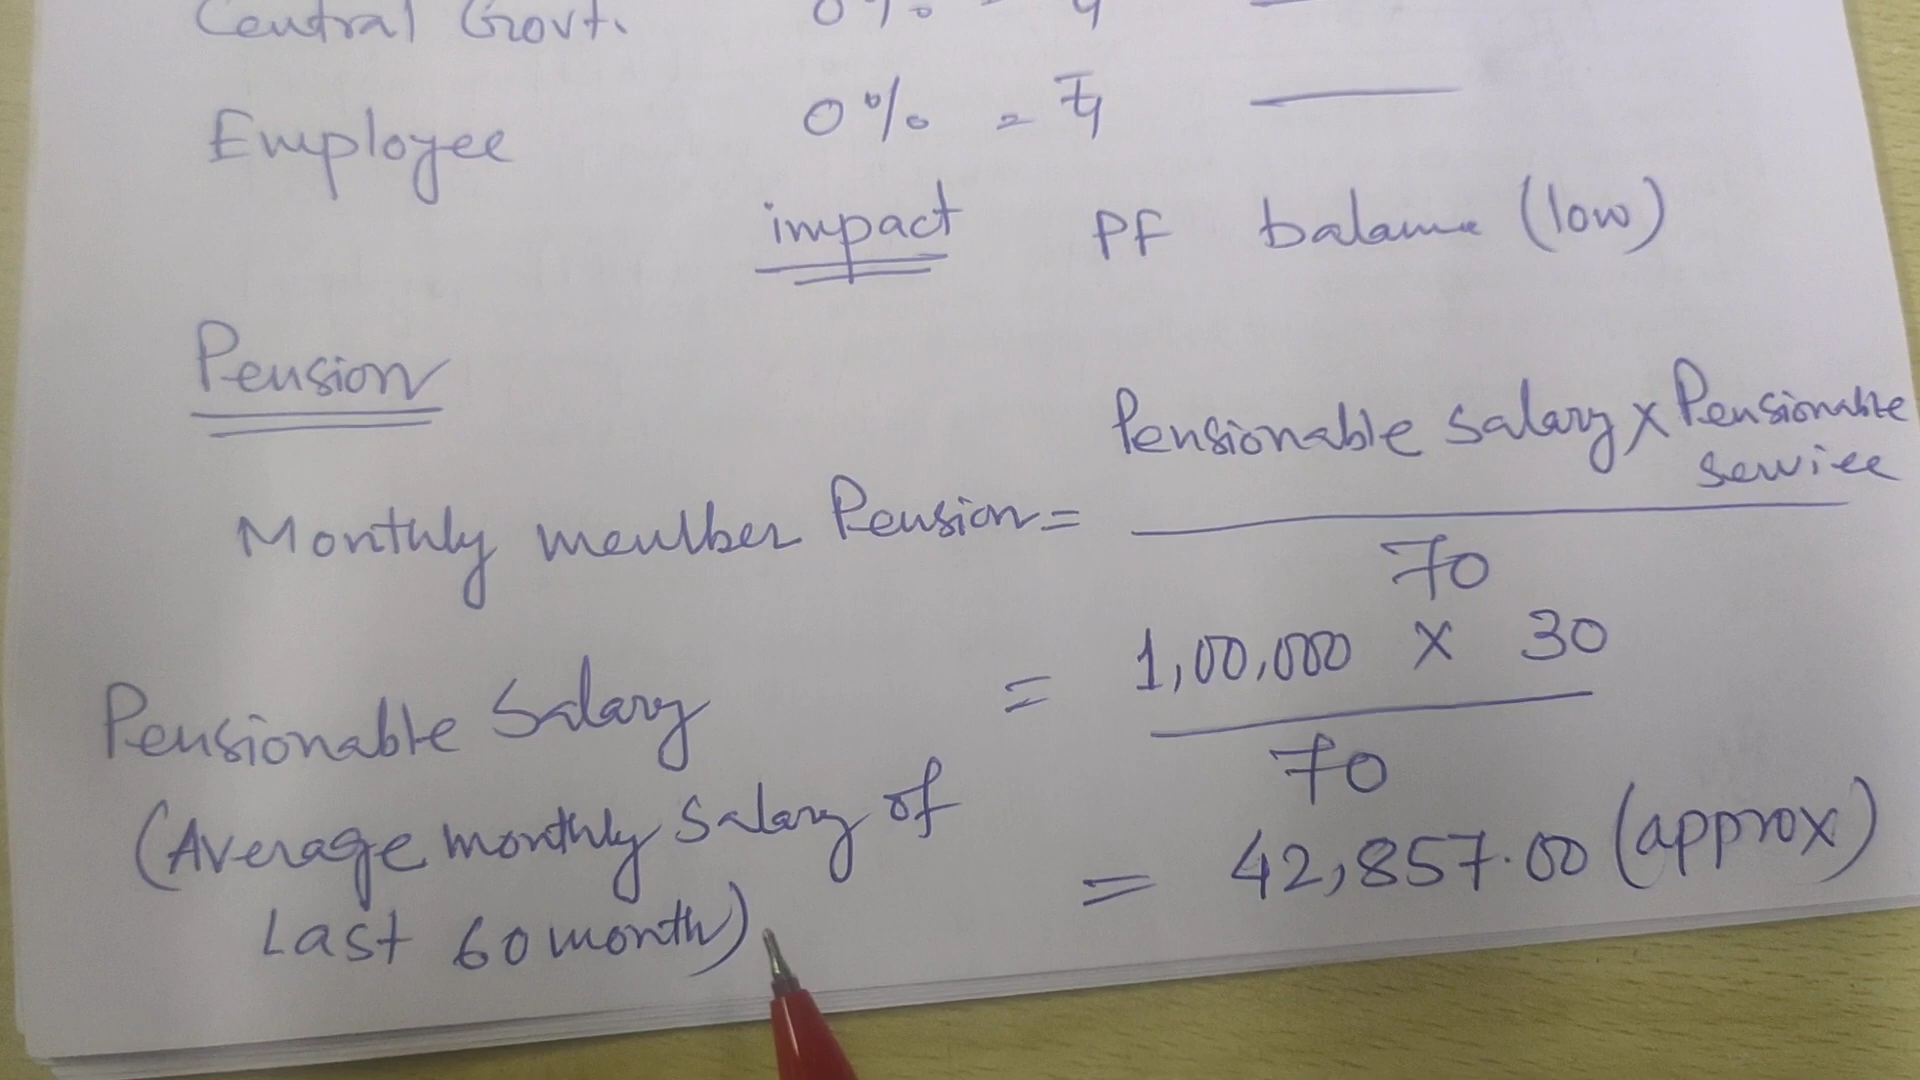 Central Govt. 0% = ₹ —
Employee 0% = ₹ —
impact PF balance (low)
Pension
Monthly member Pension = Pensionable Salary x Pensionable service
70
Pensionable Salary = 1,00,000 x 30
70
(Average monthly Salary of
Last 60 month) = 42,857.00 (approx)